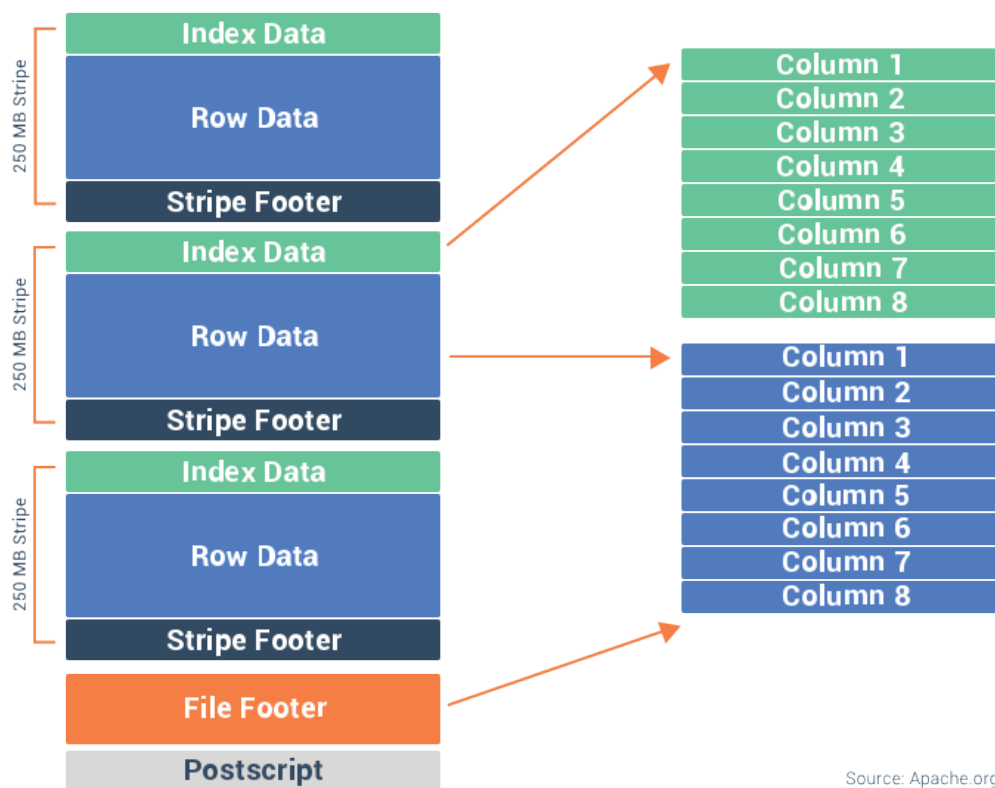 250 MB Stripe
Index Data
Row Data
Stripe Footer
250 MB Stripe
Index Data
Row Data
Stripe Footer
250 MB Stripe
Index Data
Row Data
Stripe Footer
File Footer
Postscript
Column 1
Column 2
Column 3
Column 4
Column 5
Column 6
Column 7
Column 8
Column 1
Column 2
Column 3
Column 4
Column 5
Column 6
Column 7
Column 8
Source: Apache.org